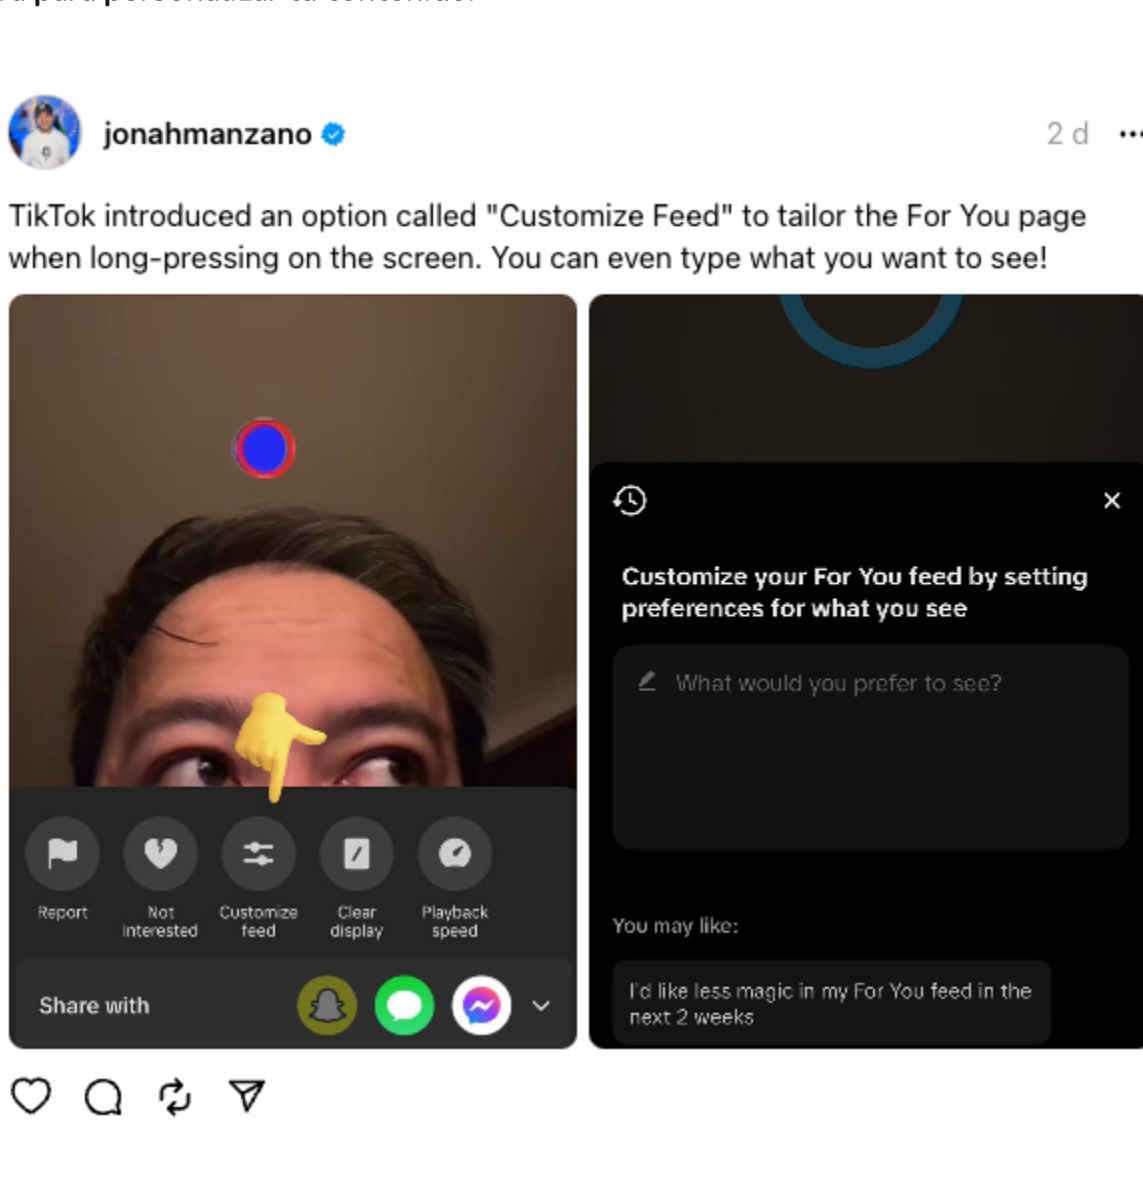 para
jonahmanzano
2 d
TikTok introduced an option called "Customize Feed" to tailor the For You page
when long-pressing on the screen. You can even type what you want to see!
Report
Not
interested
Customize
feed
Clear
display
Playback
speed
Share with
Customize your For You feed by setting
preferences for what you see
What would you prefer to see?
You may like:
I'd like less magic in my For You feed in the
next 2 weeks